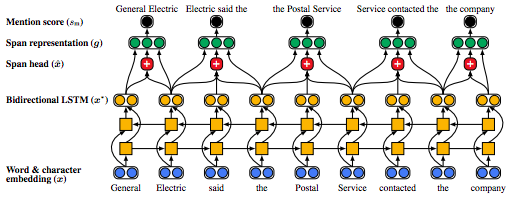 General Electric Electric said the the Postal Service Service contacted the the company
Mention score (sₘ)
Span representation (g)
+ + + + +
Span head (x̂)
Bidirectional LSTM (x*)
Word & character
embedding (x)
General Electric said the Postal Service contacted the company